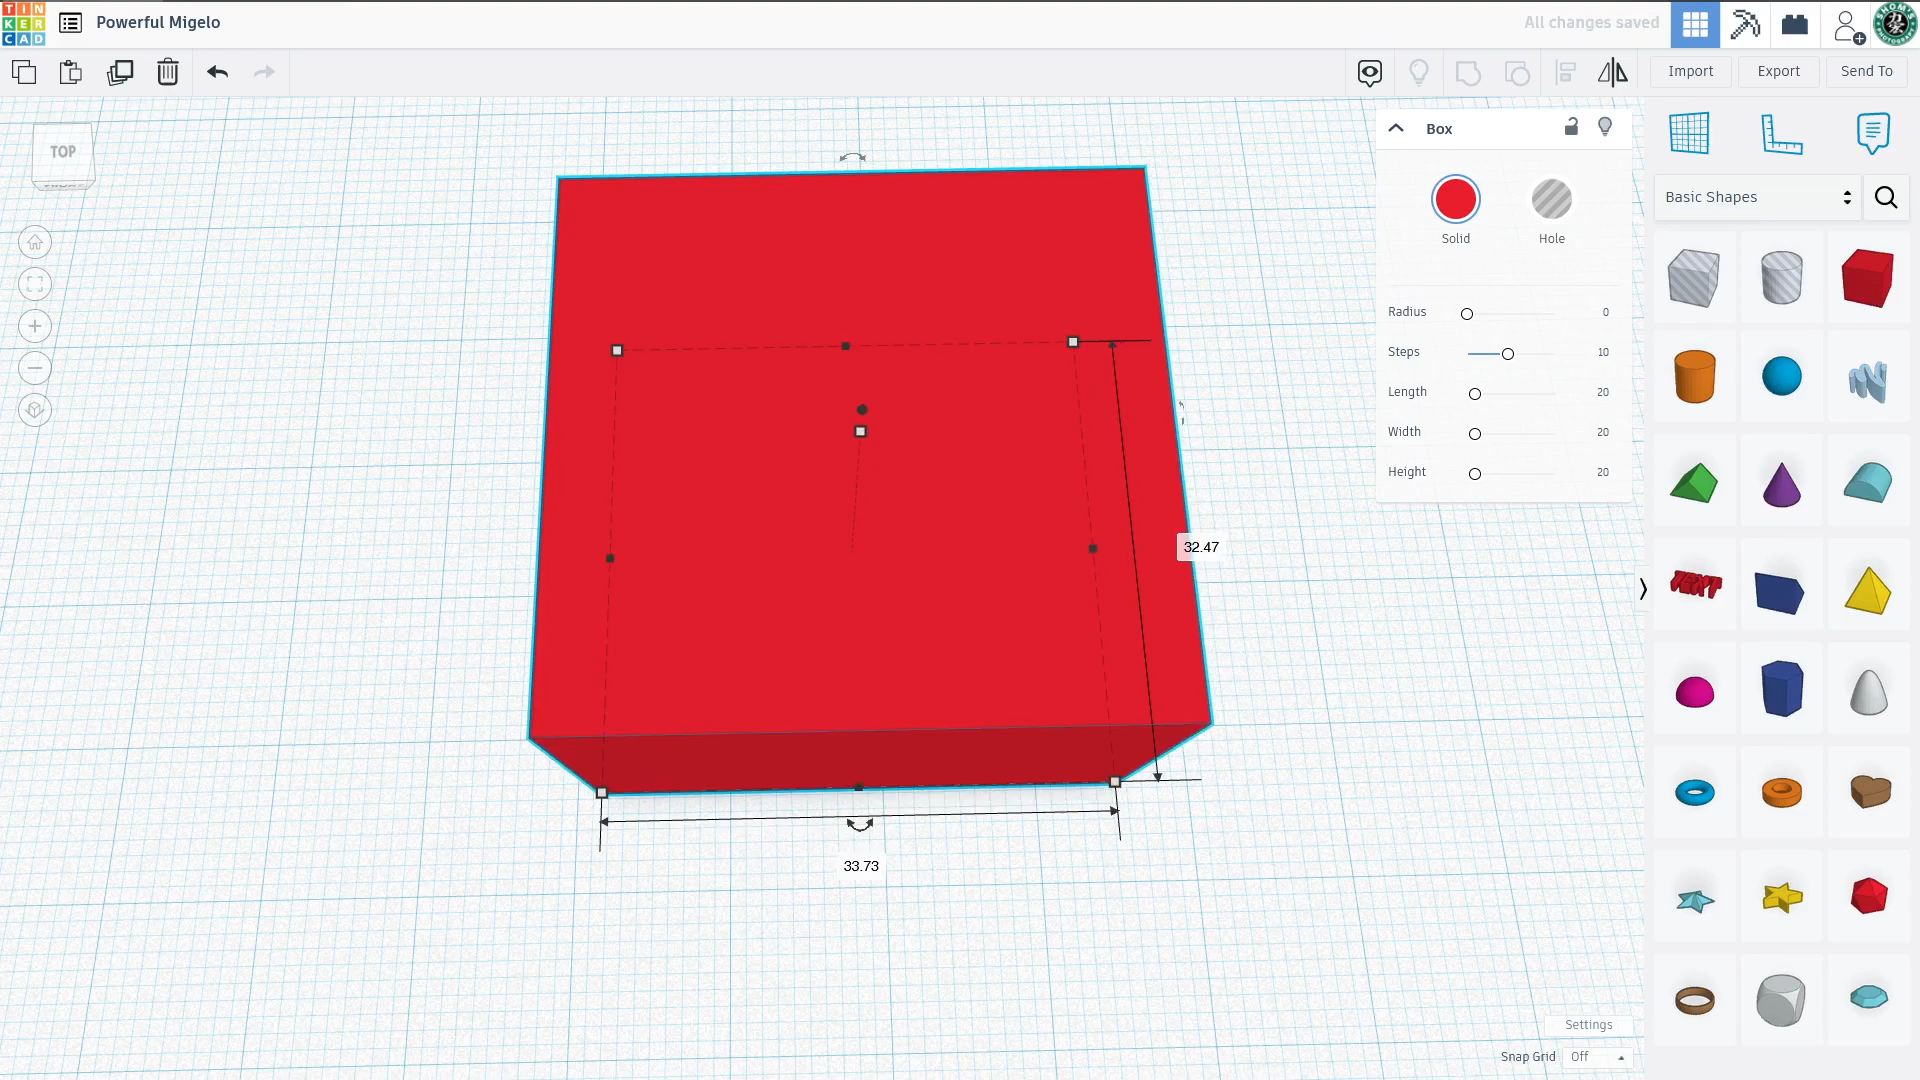 TIN
KER
CAD
Powerful Migelo
All changes saved
Import
Export
Send To
TOP
Box
Solid
Hole
Radius
0
Steps
10
Length
20
Width
20
Height
20
Basic Shapes
TEXT
32.47
33.73
Settings
Snap Grid
Off